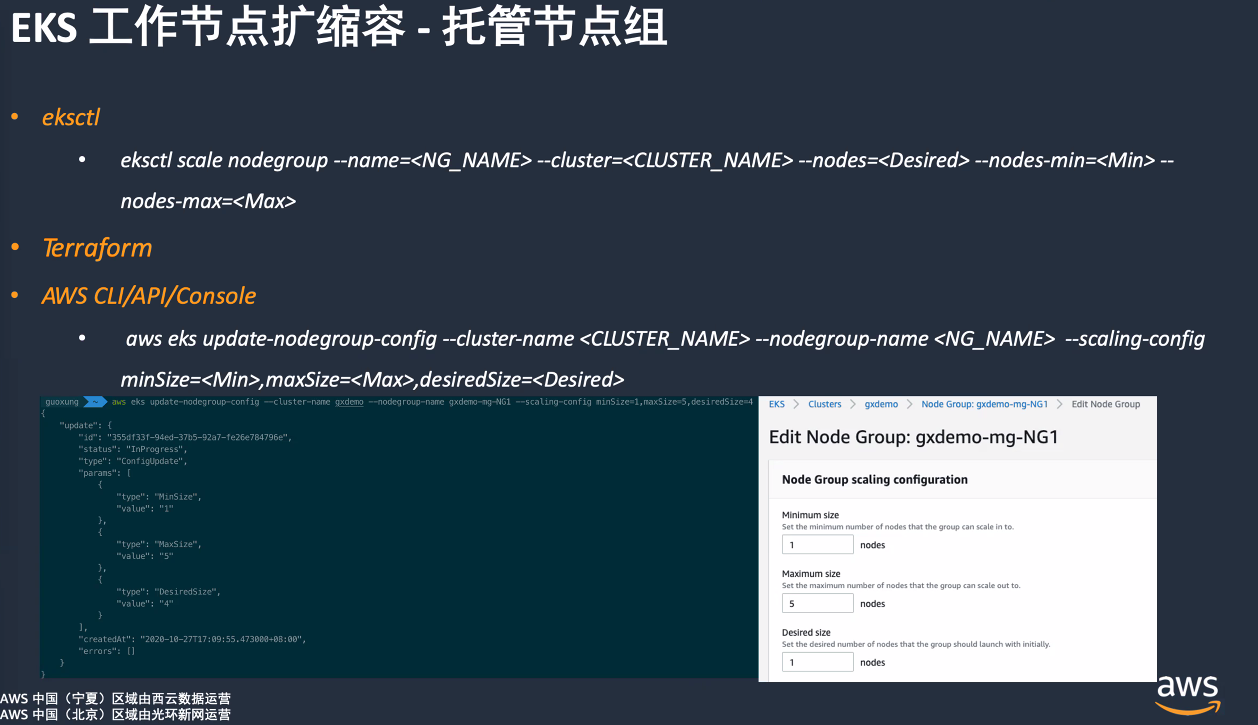 EKS 工作节点扩缩容 - 托管节点组
• eksctl
• eksctl scale nodegroup --name=<NG_NAME> --cluster=<CLUSTER_NAME> --nodes=<Desired> --nodes-min=<Min> --
nodes-max=<Max>
• Terraform
• AWS CLI/API/Console
• aws eks update-nodegroup-config --cluster-name <CLUSTER_NAME> --nodegroup-name <NG_NAME> --scaling-config
minSize=<Min>,maxSize=<Max>,desiredSize=<Desired>
guoxung ~ aws eks update-nodegroup-config --cluster-name gxdemo --nodegroup-name gxdemo-mg-NG1 --scaling-config minSize=1,maxSize=5,desiredSize=4
{
"update": {
"id": "355df33f-94ed-37b5-92a7-fe26e784796e",
"status": "InProgress",
"type": "ConfigUpdate",
"params": [
{
"type": "MinSize",
"value": "1"
},
{
"type": "MaxSize",
"value": "5"
},
{
"type": "DesiredSize",
"value": "4"
}
],
"createdAt": "2020-10-27T17:09:55.473000+08:00",
"errors": []
}
}
EKS > Clusters > gxdemo > Node Group: gxdemo-mg-NG1 > Edit Node Group
Edit Node Group: gxdemo-mg-NG1
Node Group scaling configuration
Minimum size
Set the minimum number of nodes that the group can scale in to.
1 nodes
Maximum size
Set the maximum number of nodes that the group can scale out to.
5 nodes
Desired size
Set the desired number of nodes that the group should launch with initially.
1 nodes
AWS 中国（宁夏）区域由西云数据运营
AWS 中国（北京）区域由光环新网运营
aws